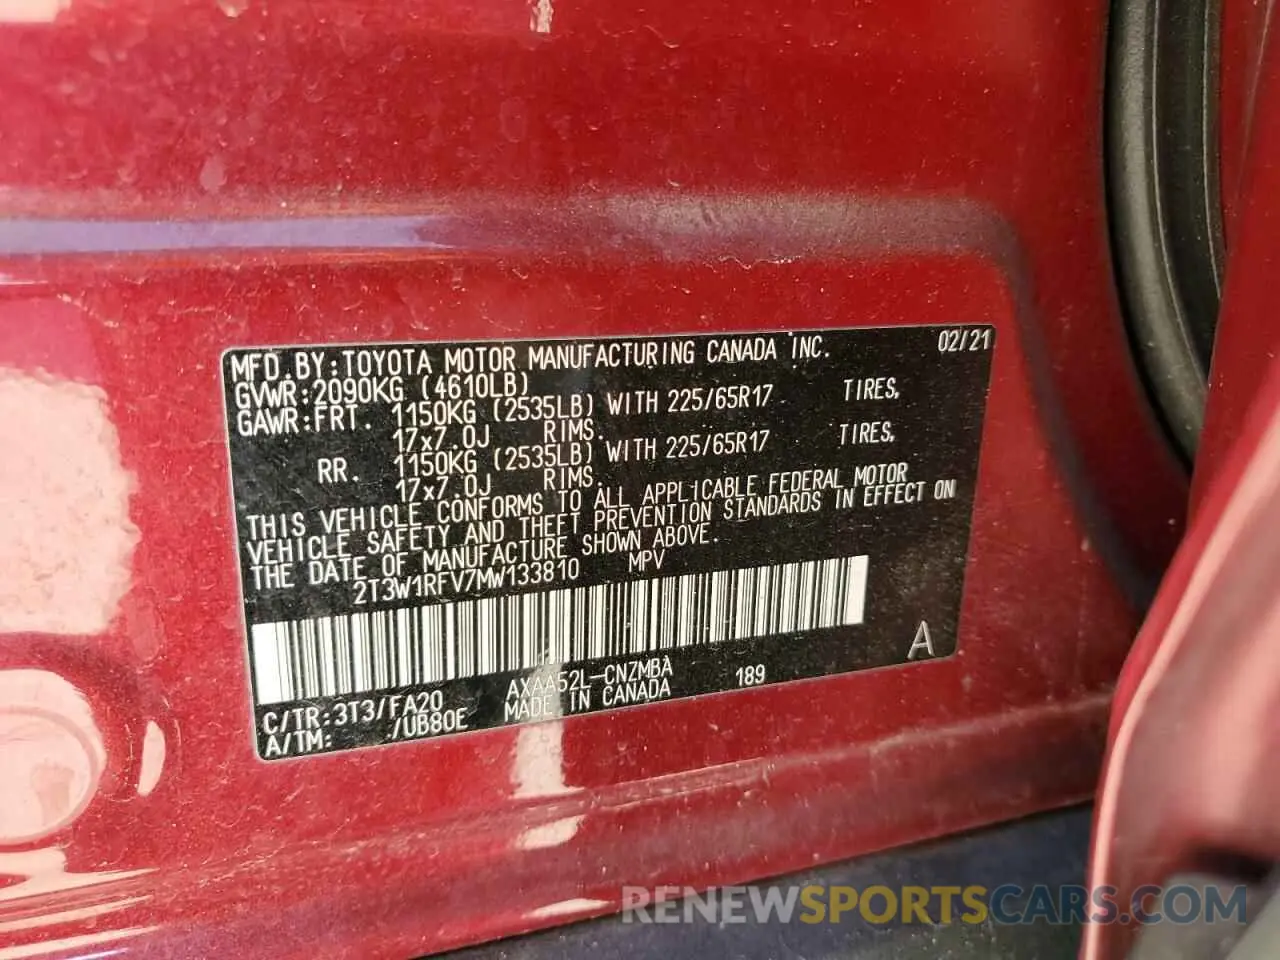 MFD.BY:TOYOTA MOTOR MANUFACTURING CANADA INC. 02/21
GVWR:2090KG (4610LB)
GAWR:FRT. 1150KG (2535LB) WITH 225/65R17 TIRES,
17x7.0J RIMS.
RR. 1150KG (2535LB) WITH 225/65R17 TIRES,
17x7.0J RIMS.
THIS VEHICLE CONFORMS TO ALL APPLICABLE FEDERAL MOTOR
VEHICLE SAFETY AND THEFT PREVENTION STANDARDS IN EFFECT ON
THE DATE OF MANUFACTURE SHOWN ABOVE.
2T3W1RFV7MW133810 MPV
A
C/TR:3T3/FA20 AXAA52L-CNZMBA 189
A/TM: /UB80E MADE IN CANADA
RENEWSPORTSCARS.COM